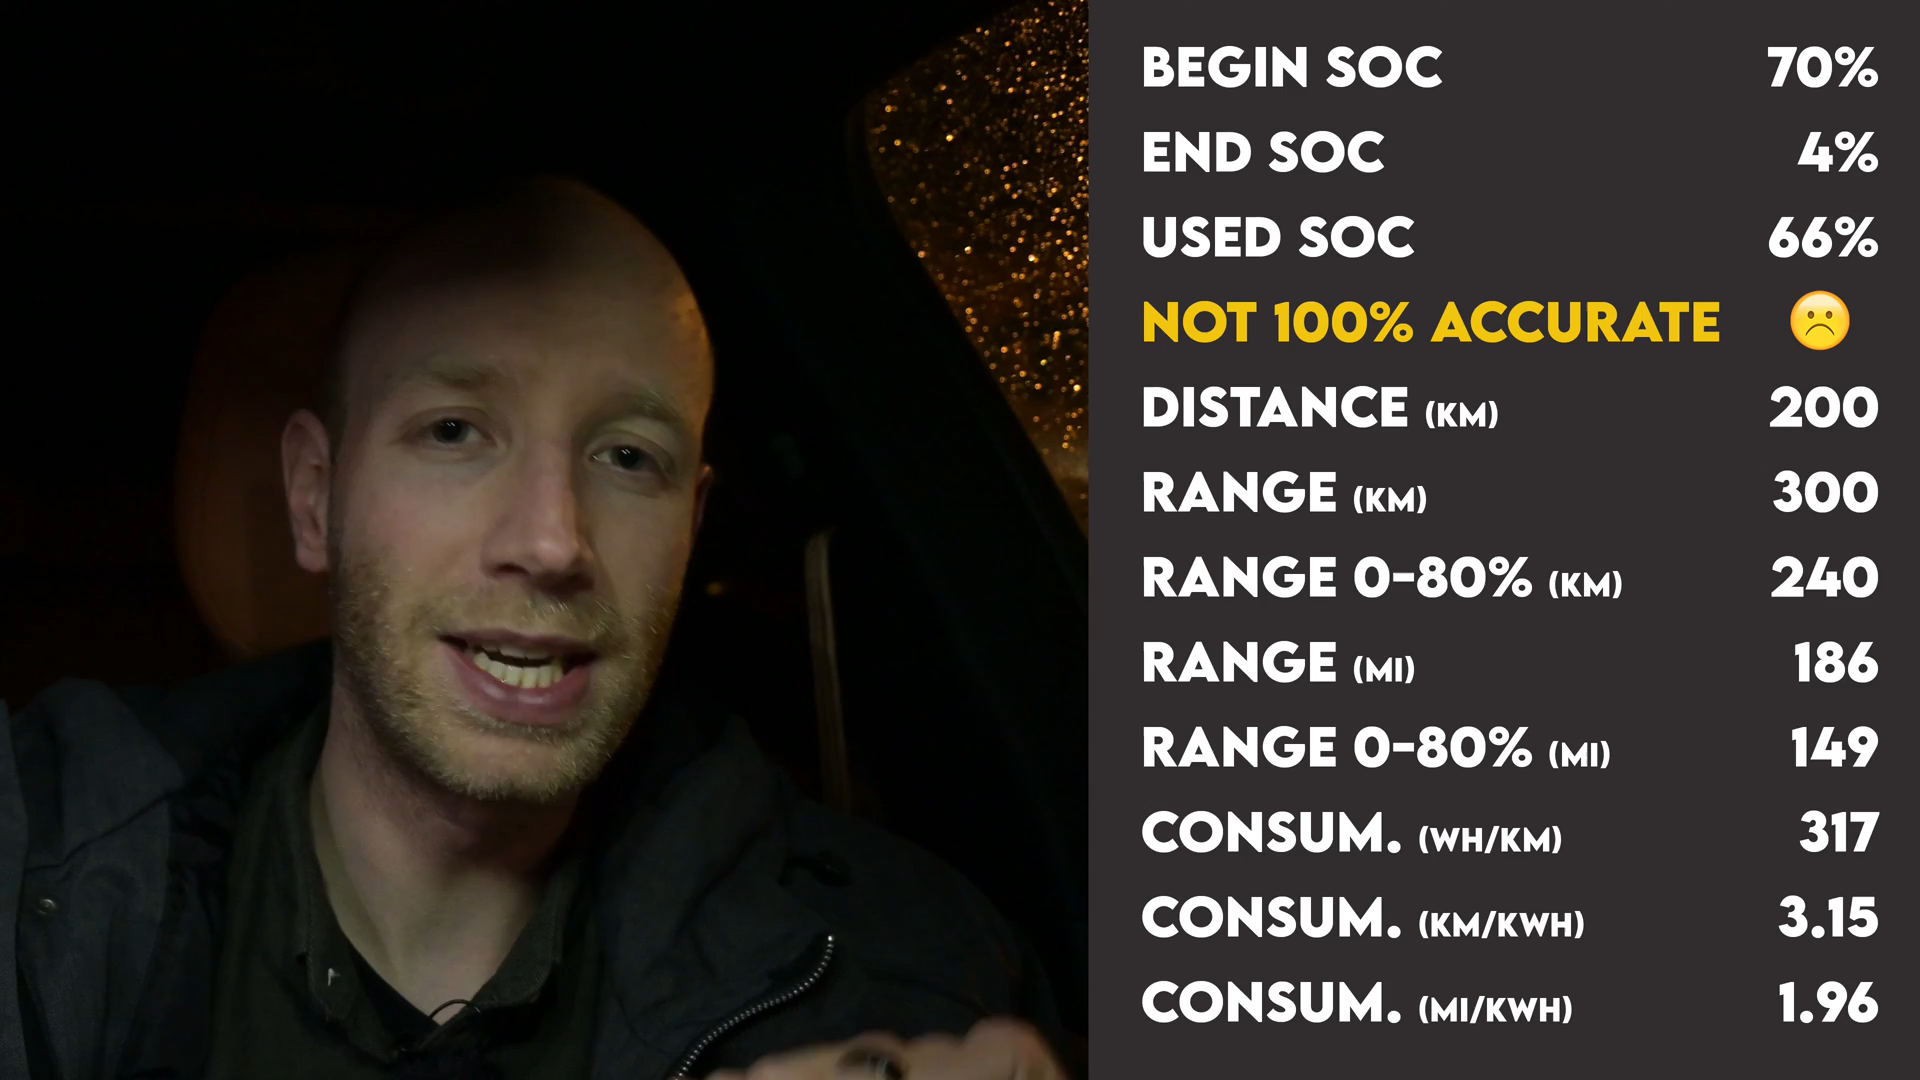 BEGIN SOC 70%
END SOC 4%
USED SOC 66%
NOT 100% ACCURATE ☹️
DISTANCE (KM) 200
RANGE (KM) 300
RANGE 0-80% (KM) 240
RANGE (MI) 186
RANGE 0-80% (MI) 149
CONSUM. (WH/KM) 317
CONSUM. (KM/KWH) 3.15
CONSUM. (MI/KWH) 1.96